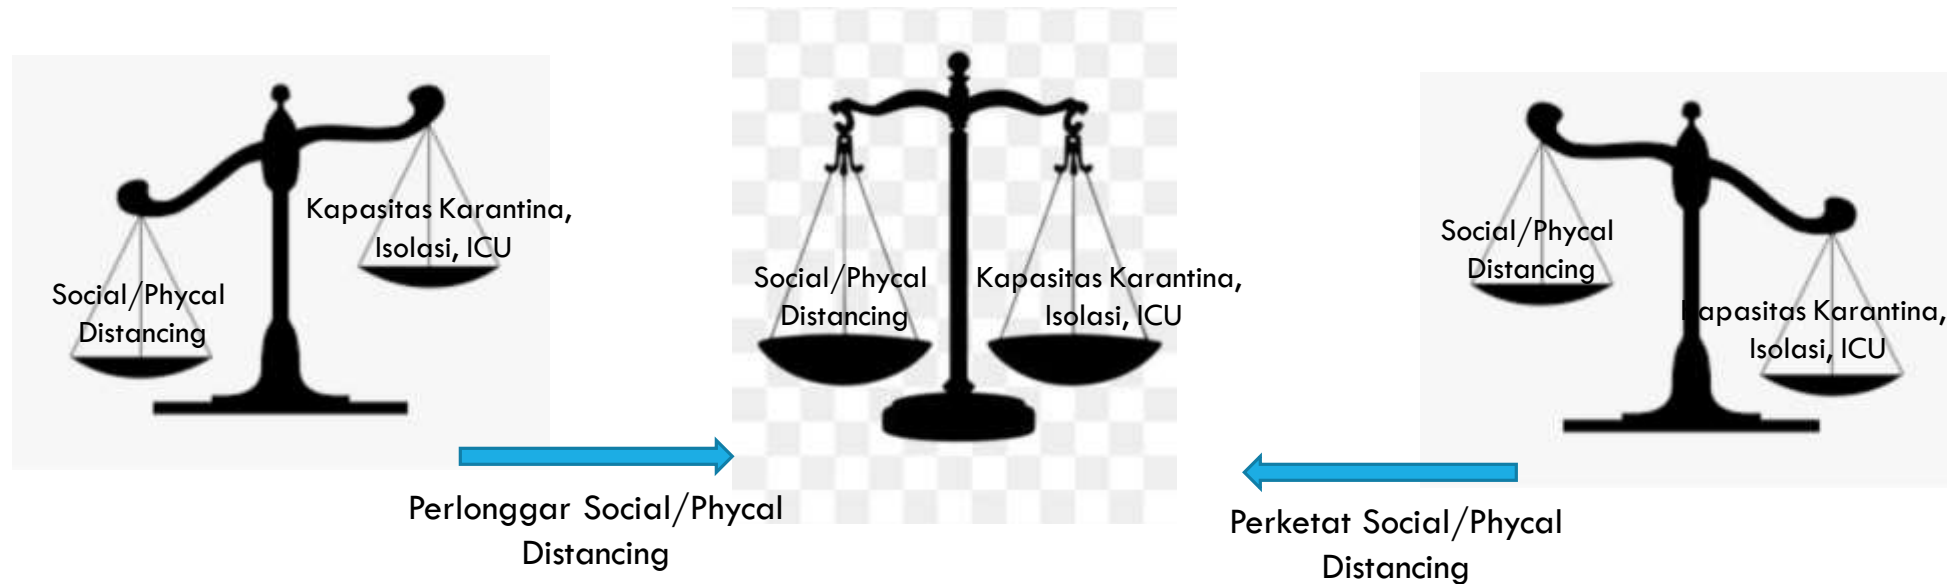 Kapasitas Karantina,
Isolasi, ICU
Social/Phycal
Distancing
Social/Phycal
Distancing
Kapasitas Karantina,
Isolasi, ICU
Social/Phycal
Distancing
Kapasitas Karantina,
Isolasi, ICU
Perlonggar Social/Phycal
Distancing
Perketat Social/Phycal
Distancing